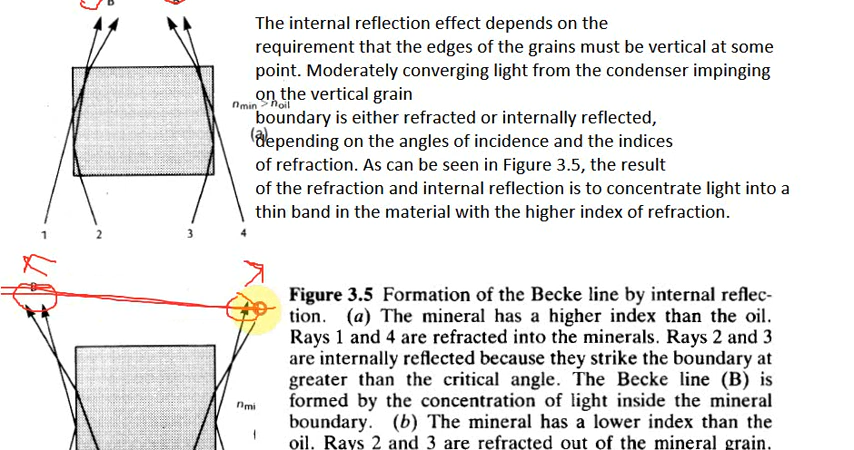 B
The internal reflection effect depends on the
requirement that the edges of the grains must be vertical at some
point. Moderately converging light from the condenser impinging
on the vertical grain
nmin > noil
boundary is either refracted or internally reflected,
(a)
depending on the angles of incidence and the indices
of refraction. As can be seen in Figure 3.5, the result
of the refraction and internal reflection is to concentrate light into a
thin band in the material with the higher index of refraction.
1 2 3 4
B
Figure 3.5 Formation of the Becke line by internal reflec-
tion. (a) The mineral has a higher index than the oil.
Rays 1 and 4 are refracted into the minerals. Rays 2 and 3
are internally reflected because they strike the boundary at
greater than the critical angle. The Becke line (B) is
nmi
formed by the concentration of light inside the mineral
boundary. (b) The mineral has a lower index than the
oil. Rays 2 and 3 are refracted out of the mineral grain.